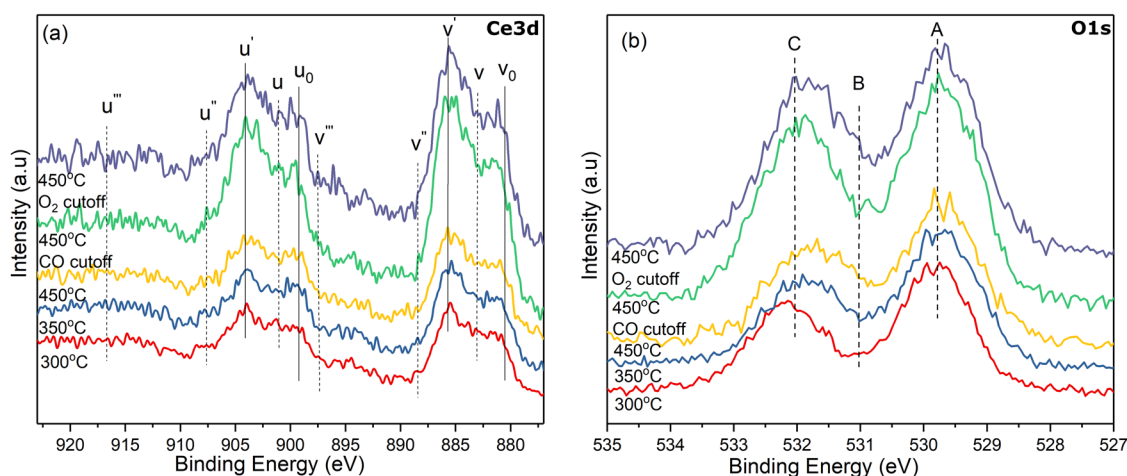 (a)
Ce3d
u'''
u''
u'
u
u0
v'''
v''
v'
v
v0
450°C
O2 cutoff
450°C
CO cutoff
450°C
350°C
300°C
Intensity (a.u)
920 915 910 905 900 895 890 885 880
Binding Energy (eV)
(b)
O1s
C
B
A
450°C
O2 cutoff
450°C
CO cutoff
450°C
350°C
300°C
Intensity (a.u)
535 534 533 532 531 530 529 528 527
Binding Energy (eV)